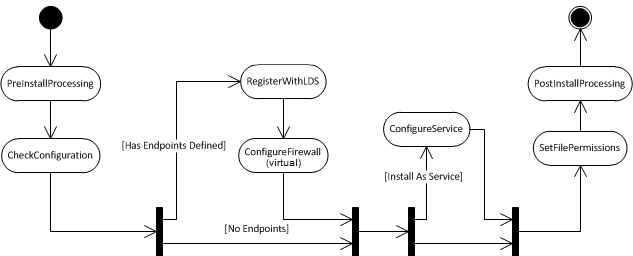 PreInstallProcessing
CheckConfiguration
[Has Endpoints Defined]
RegisterWithLDS
ConfigureFirewall
(virtual)
[No Endpoints]
ConfigureService
[Install As Service]
PostInstallProcessing
SetFilePermissions